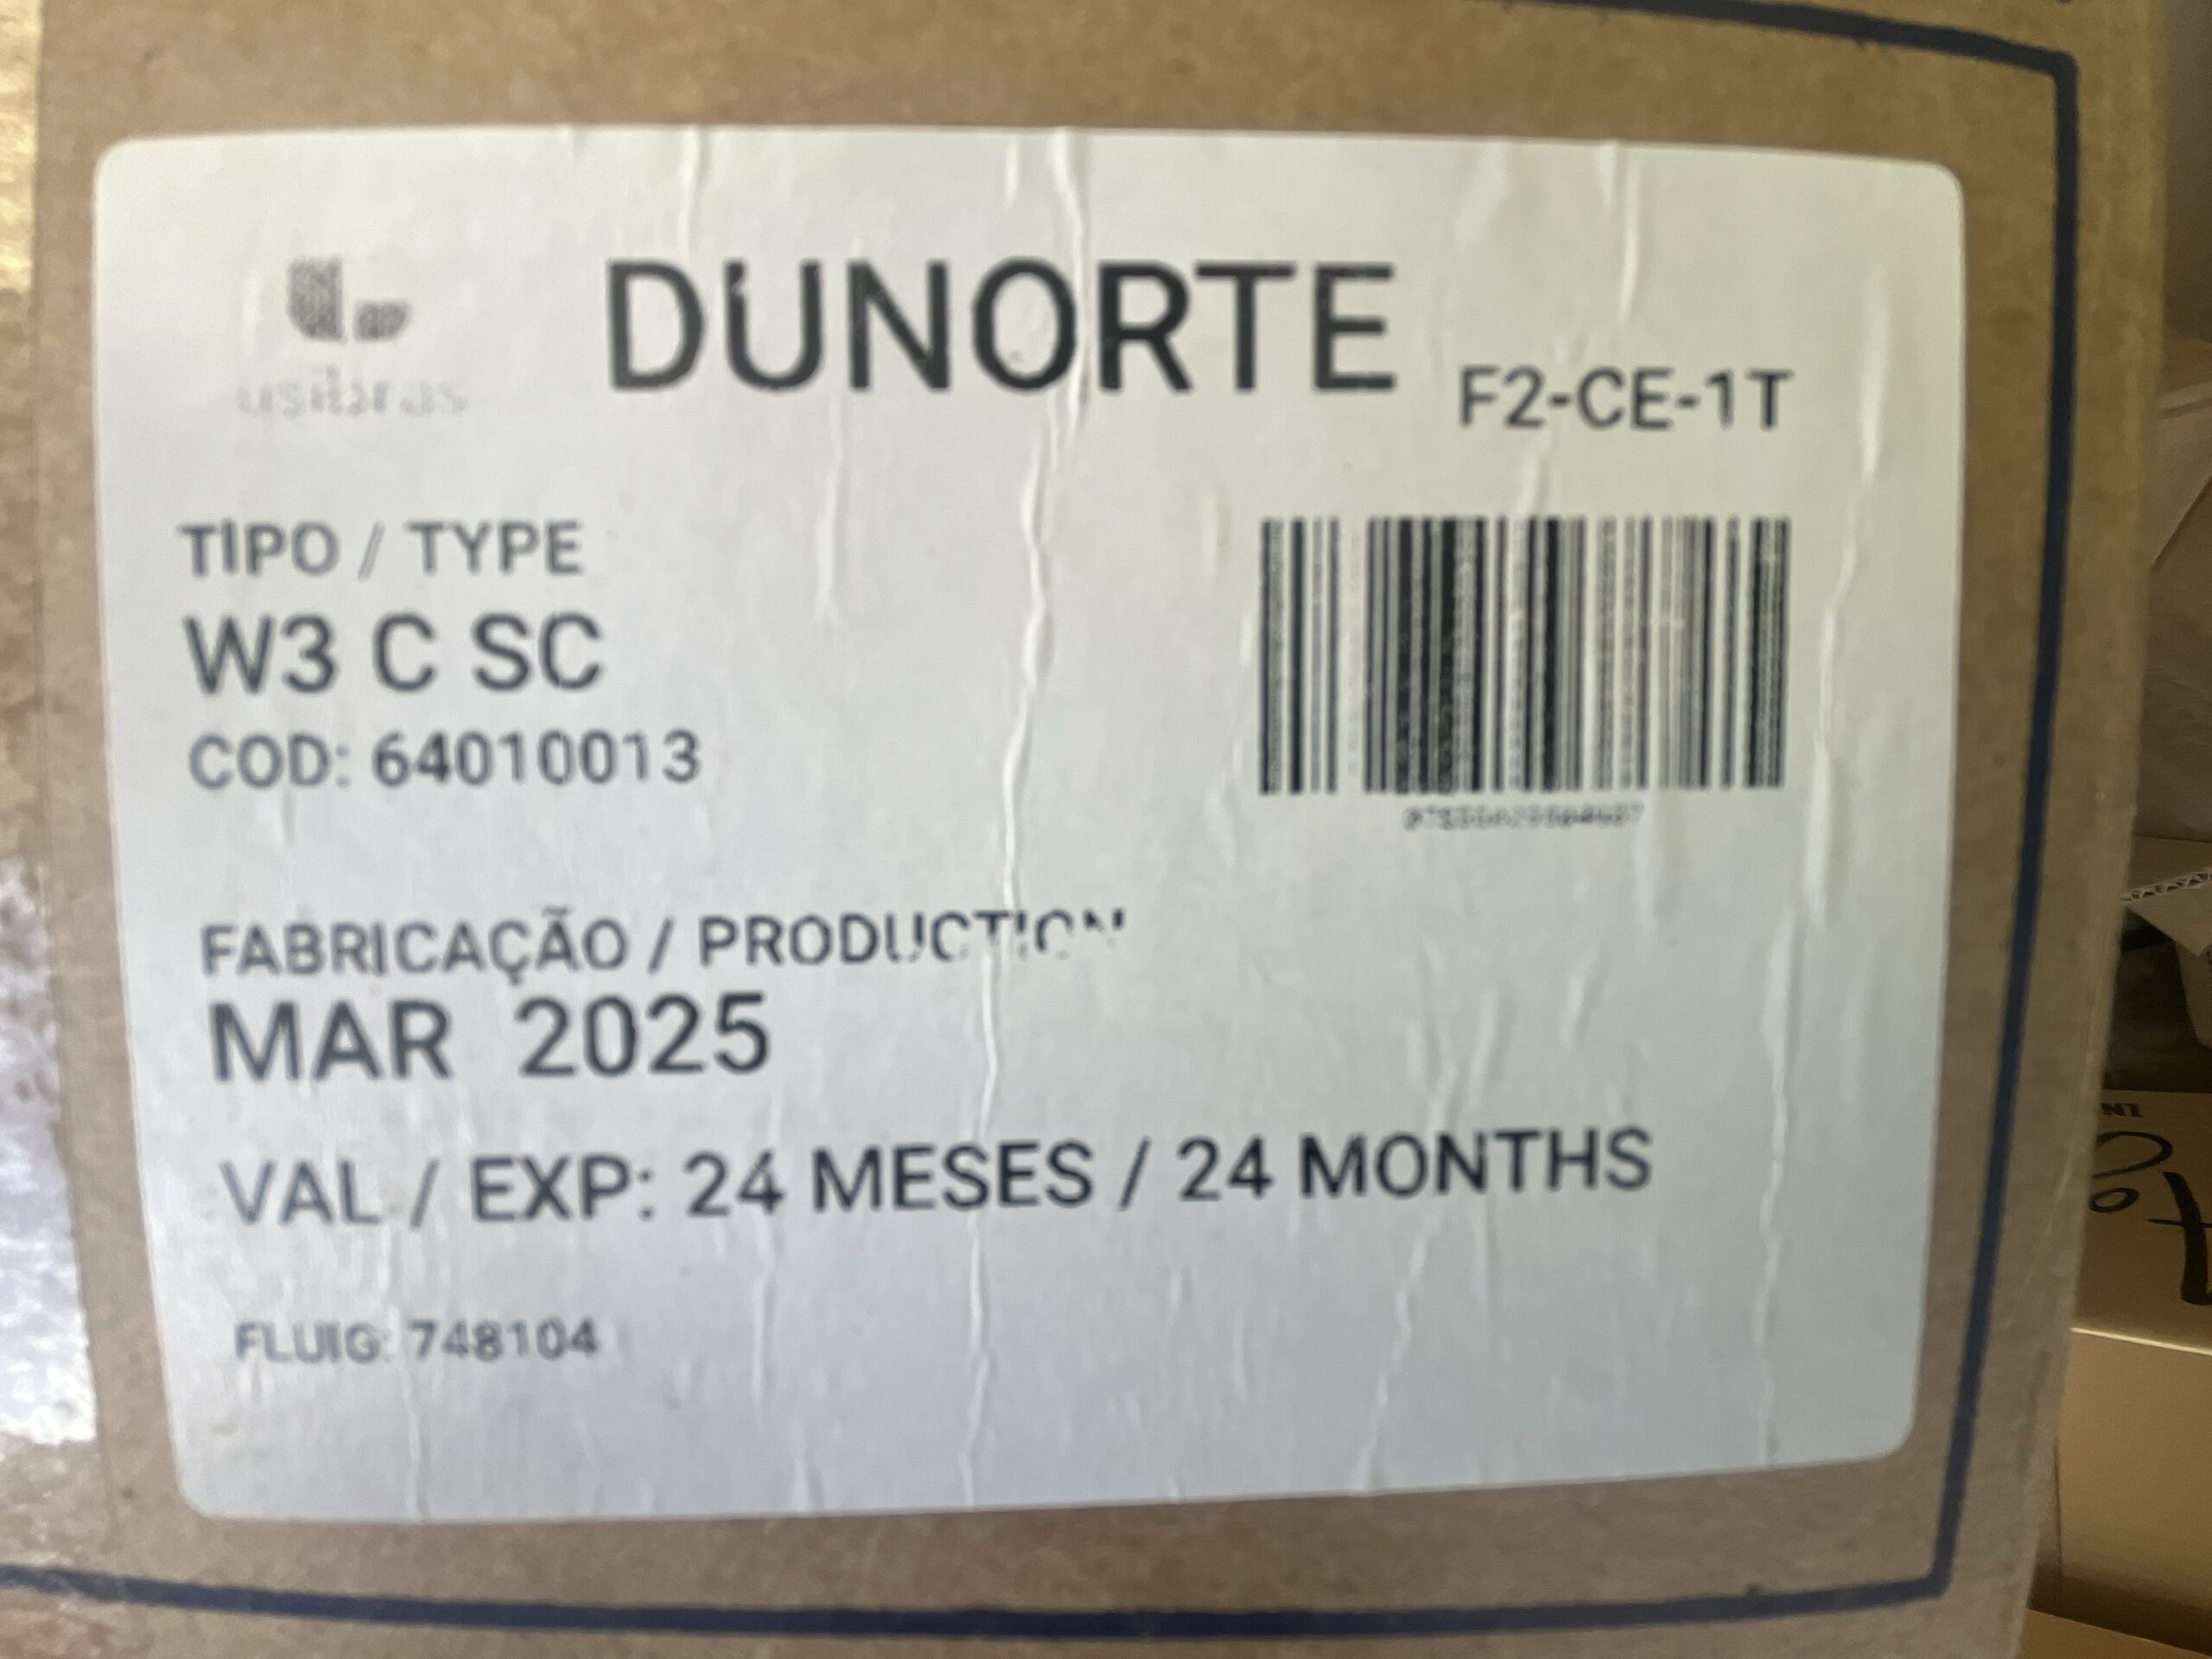 usibras
DUNORTE
F2-CE-1T
TIPO / TYPE
W3 C SC
COD: 64010013
FABRICAÇÃO / PRODUCTION
MAR 2025
VAL / EXP: 24 MESES / 24 MONTHS
FLUIG: 748104